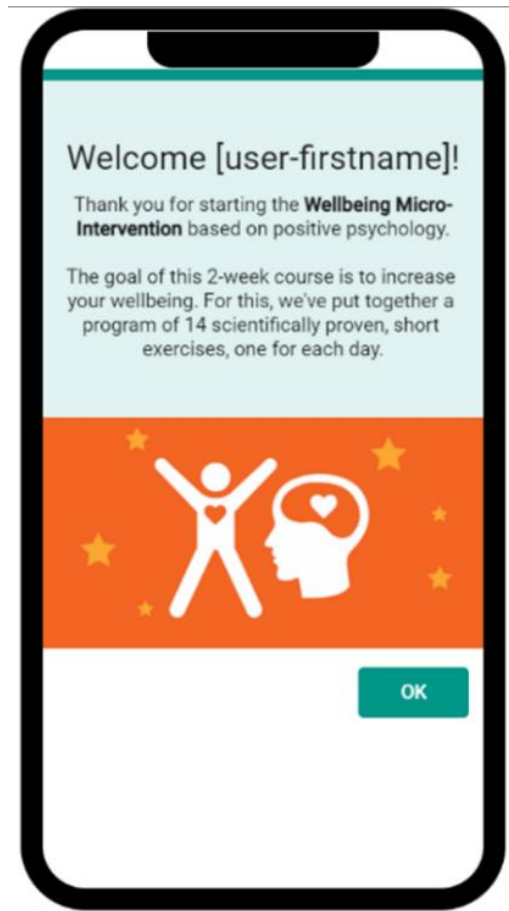 Welcome [user-firstname]!
Thank you for starting the Wellbeing Micro-
Intervention based on positive psychology.
The goal of this 2-week course is to increase
your wellbeing. For this, we've put together a
program of 14 scientifically proven, short
exercises, one for each day.
OK